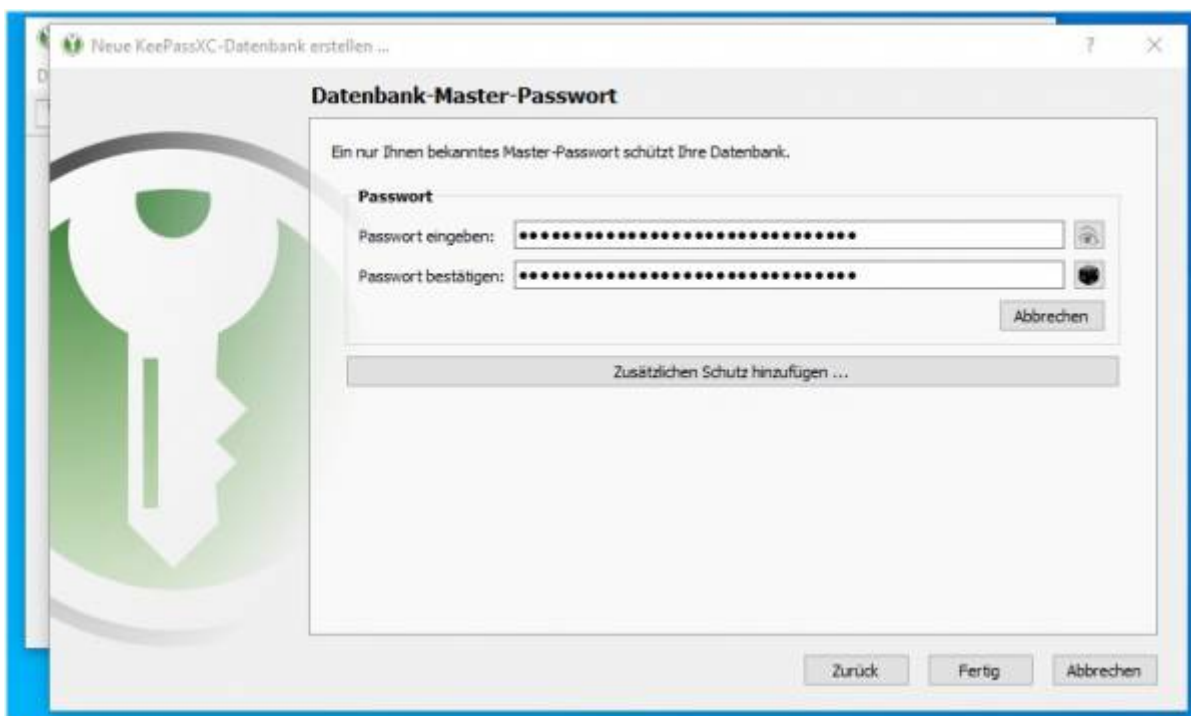 Neue KeePassXC-Datenbank erstellen ...
Datenbank-Master-Passwort
Ein nur Ihnen bekanntes Master-Passwort schützt Ihre Datenbank.
Passwort
Passwort eingeben:
Passwort bestätigen:
Abbrechen
Zusätzlichen Schutz hinzufügen ...
Zurück Fertig Abbrechen